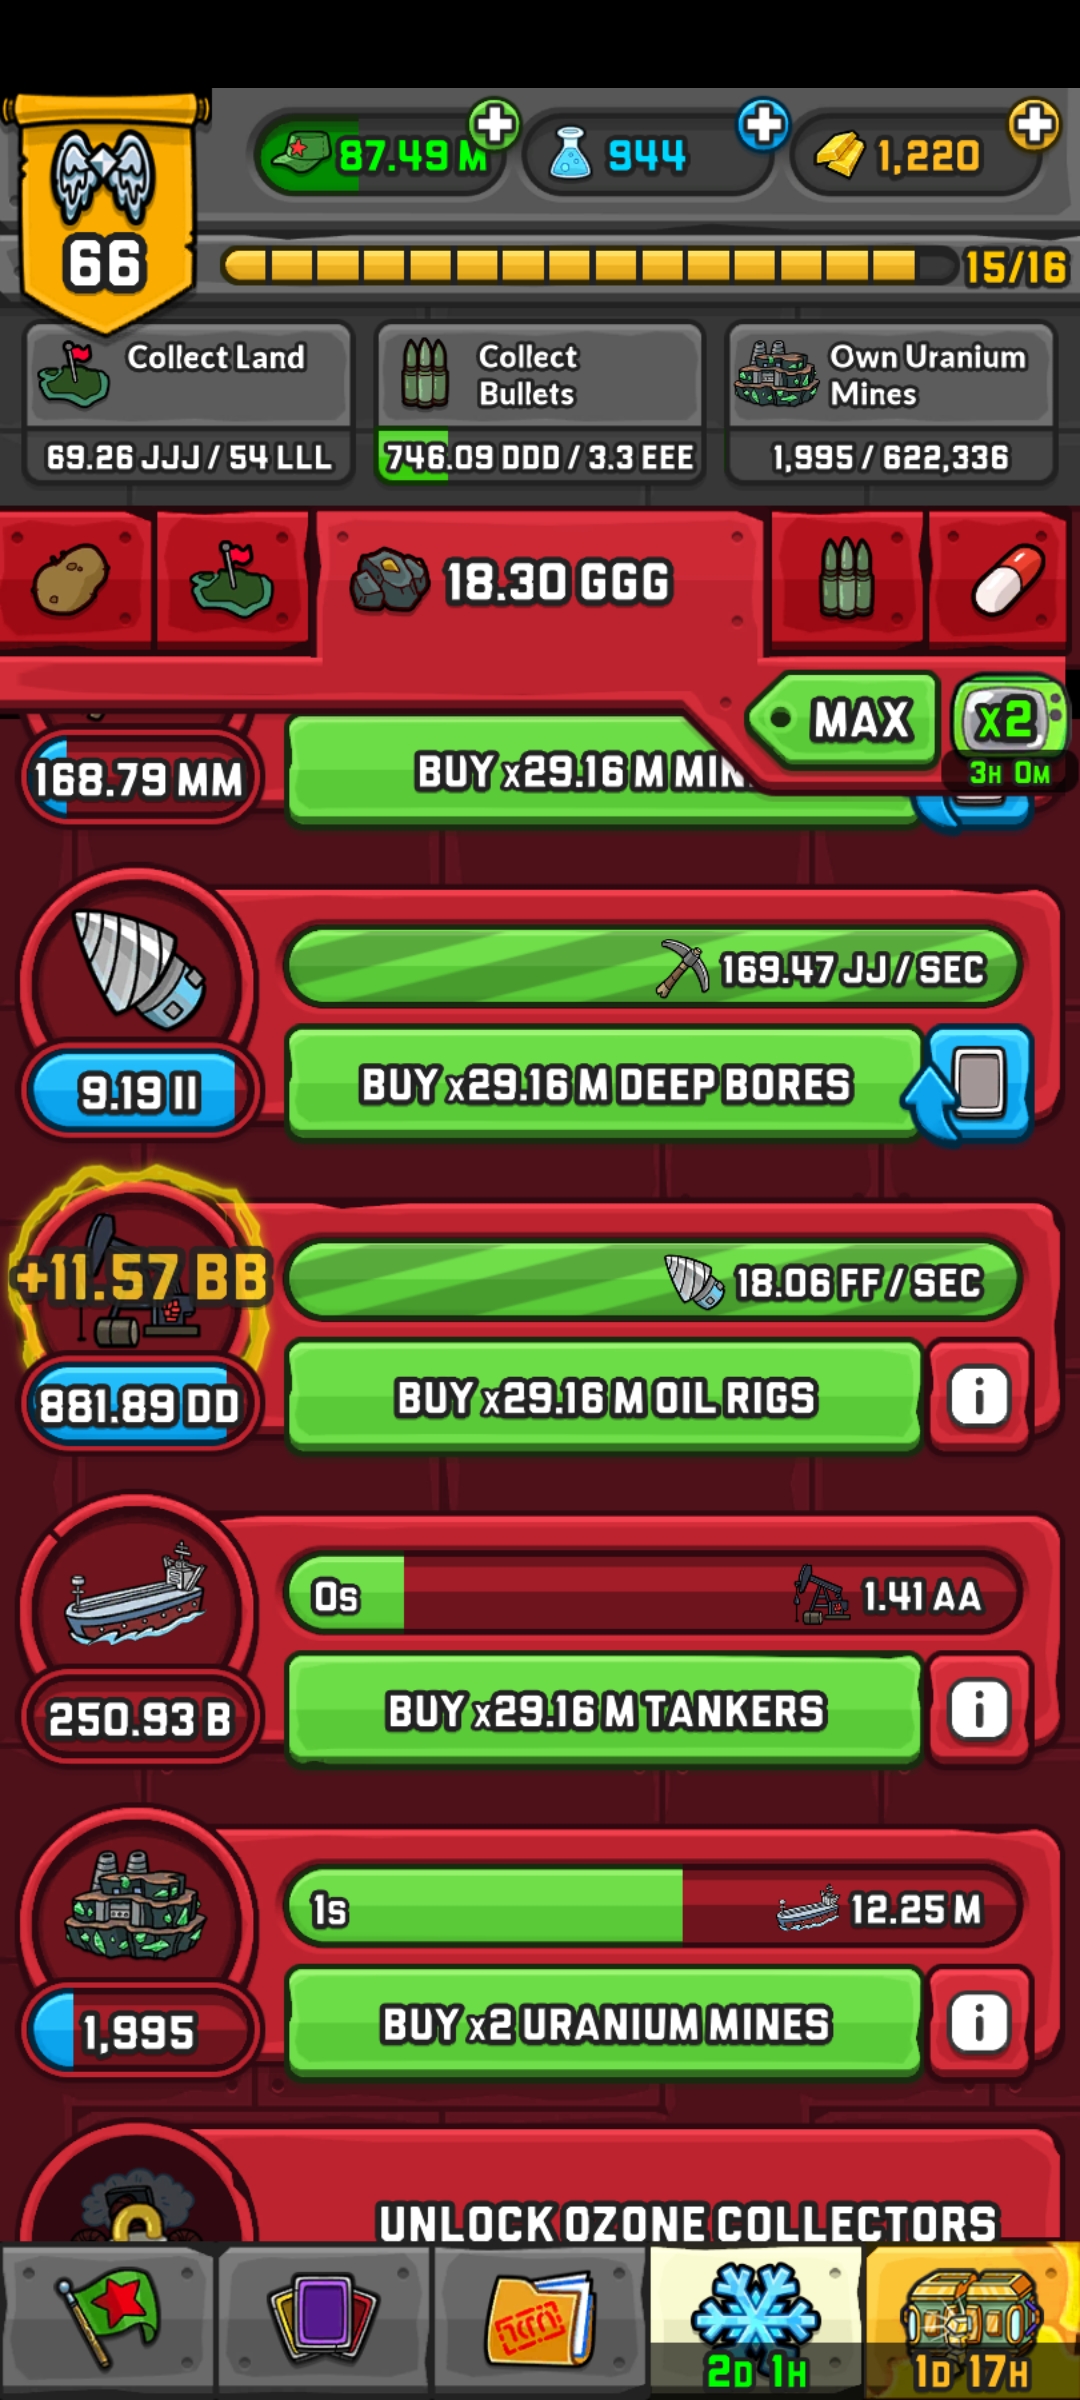 66
87.49 M
944
1,220
15/16
Collect Land
69.26 JJJ / 54 LLL
Collect
Bullets
746.09 DDD / 3.3 EEE
Own Uranium
Mines
1,995 / 622,336
18.30 GGG
MAX
x2
3H 0M
168.79 MM
BUY x29.16 M MIN
169.47 JJ / SEC
9.19 II
BUY x29.16 M DEEP BORES
+11.57 BB
18.06 FF / SEC
881.89 DD
BUY x29.16 M OIL RIGS
i
0s
1.41 AA
250.93 B
BUY x29.16 M TANKERS
i
1s
12.25 M
1,995
BUY x2 URANIUM MINES
i
UNLOCK OZONE COLLECTORS
2D 1H
1D 17H